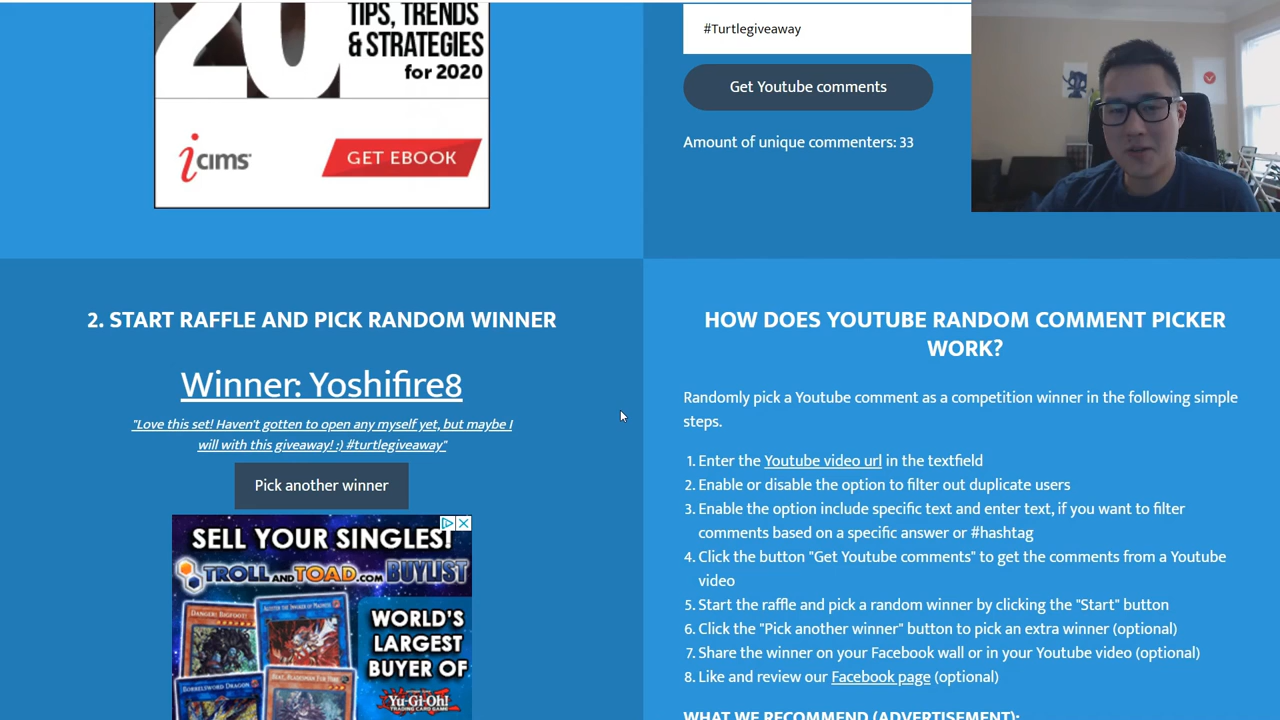 20
TIPS, TRENDS
& STRATEGIES
for 2020
icims
GET EBOOK
#Turtlegiveaway
Get Youtube comments
Amount of unique commenters: 33
2. START RAFFLE AND PICK RANDOM WINNER
Winner: Yoshifire8
"Love this set! Haven't gotten to open any myself yet, but maybe I
will with this giveaway! :) #turtlegiveaway"
Pick another winner
SELL YOUR SINGLES!
TROLL AND TOAD.COM BUYLIST
WORLD'S
LARGEST
BUYER OF
Yu-Gi-Oh!
TRADING CARD GAME
HOW DOES YOUTUBE RANDOM COMMENT PICKER
WORK?
Randomly pick a Youtube comment as a competition winner in the following simple
steps.
1. Enter the Youtube video url in the textfield
2. Enable or disable the option to filter out duplicate users
3. Enable the option include specific text and enter text, if you want to filter
comments based on a specific answer or #hashtag
4. Click the button "Get Youtube comments" to get the comments from a Youtube
video
5. Start the raffle and pick a random winner by clicking the "Start" button
6. Click the "Pick another winner" button to pick an extra winner (optional)
7. Share the winner on your Facebook wall or in your Youtube video (optional)
8. Like and review our Facebook page (optional)
WHAT WE RECOMMEND (ADVERTISEMENT):